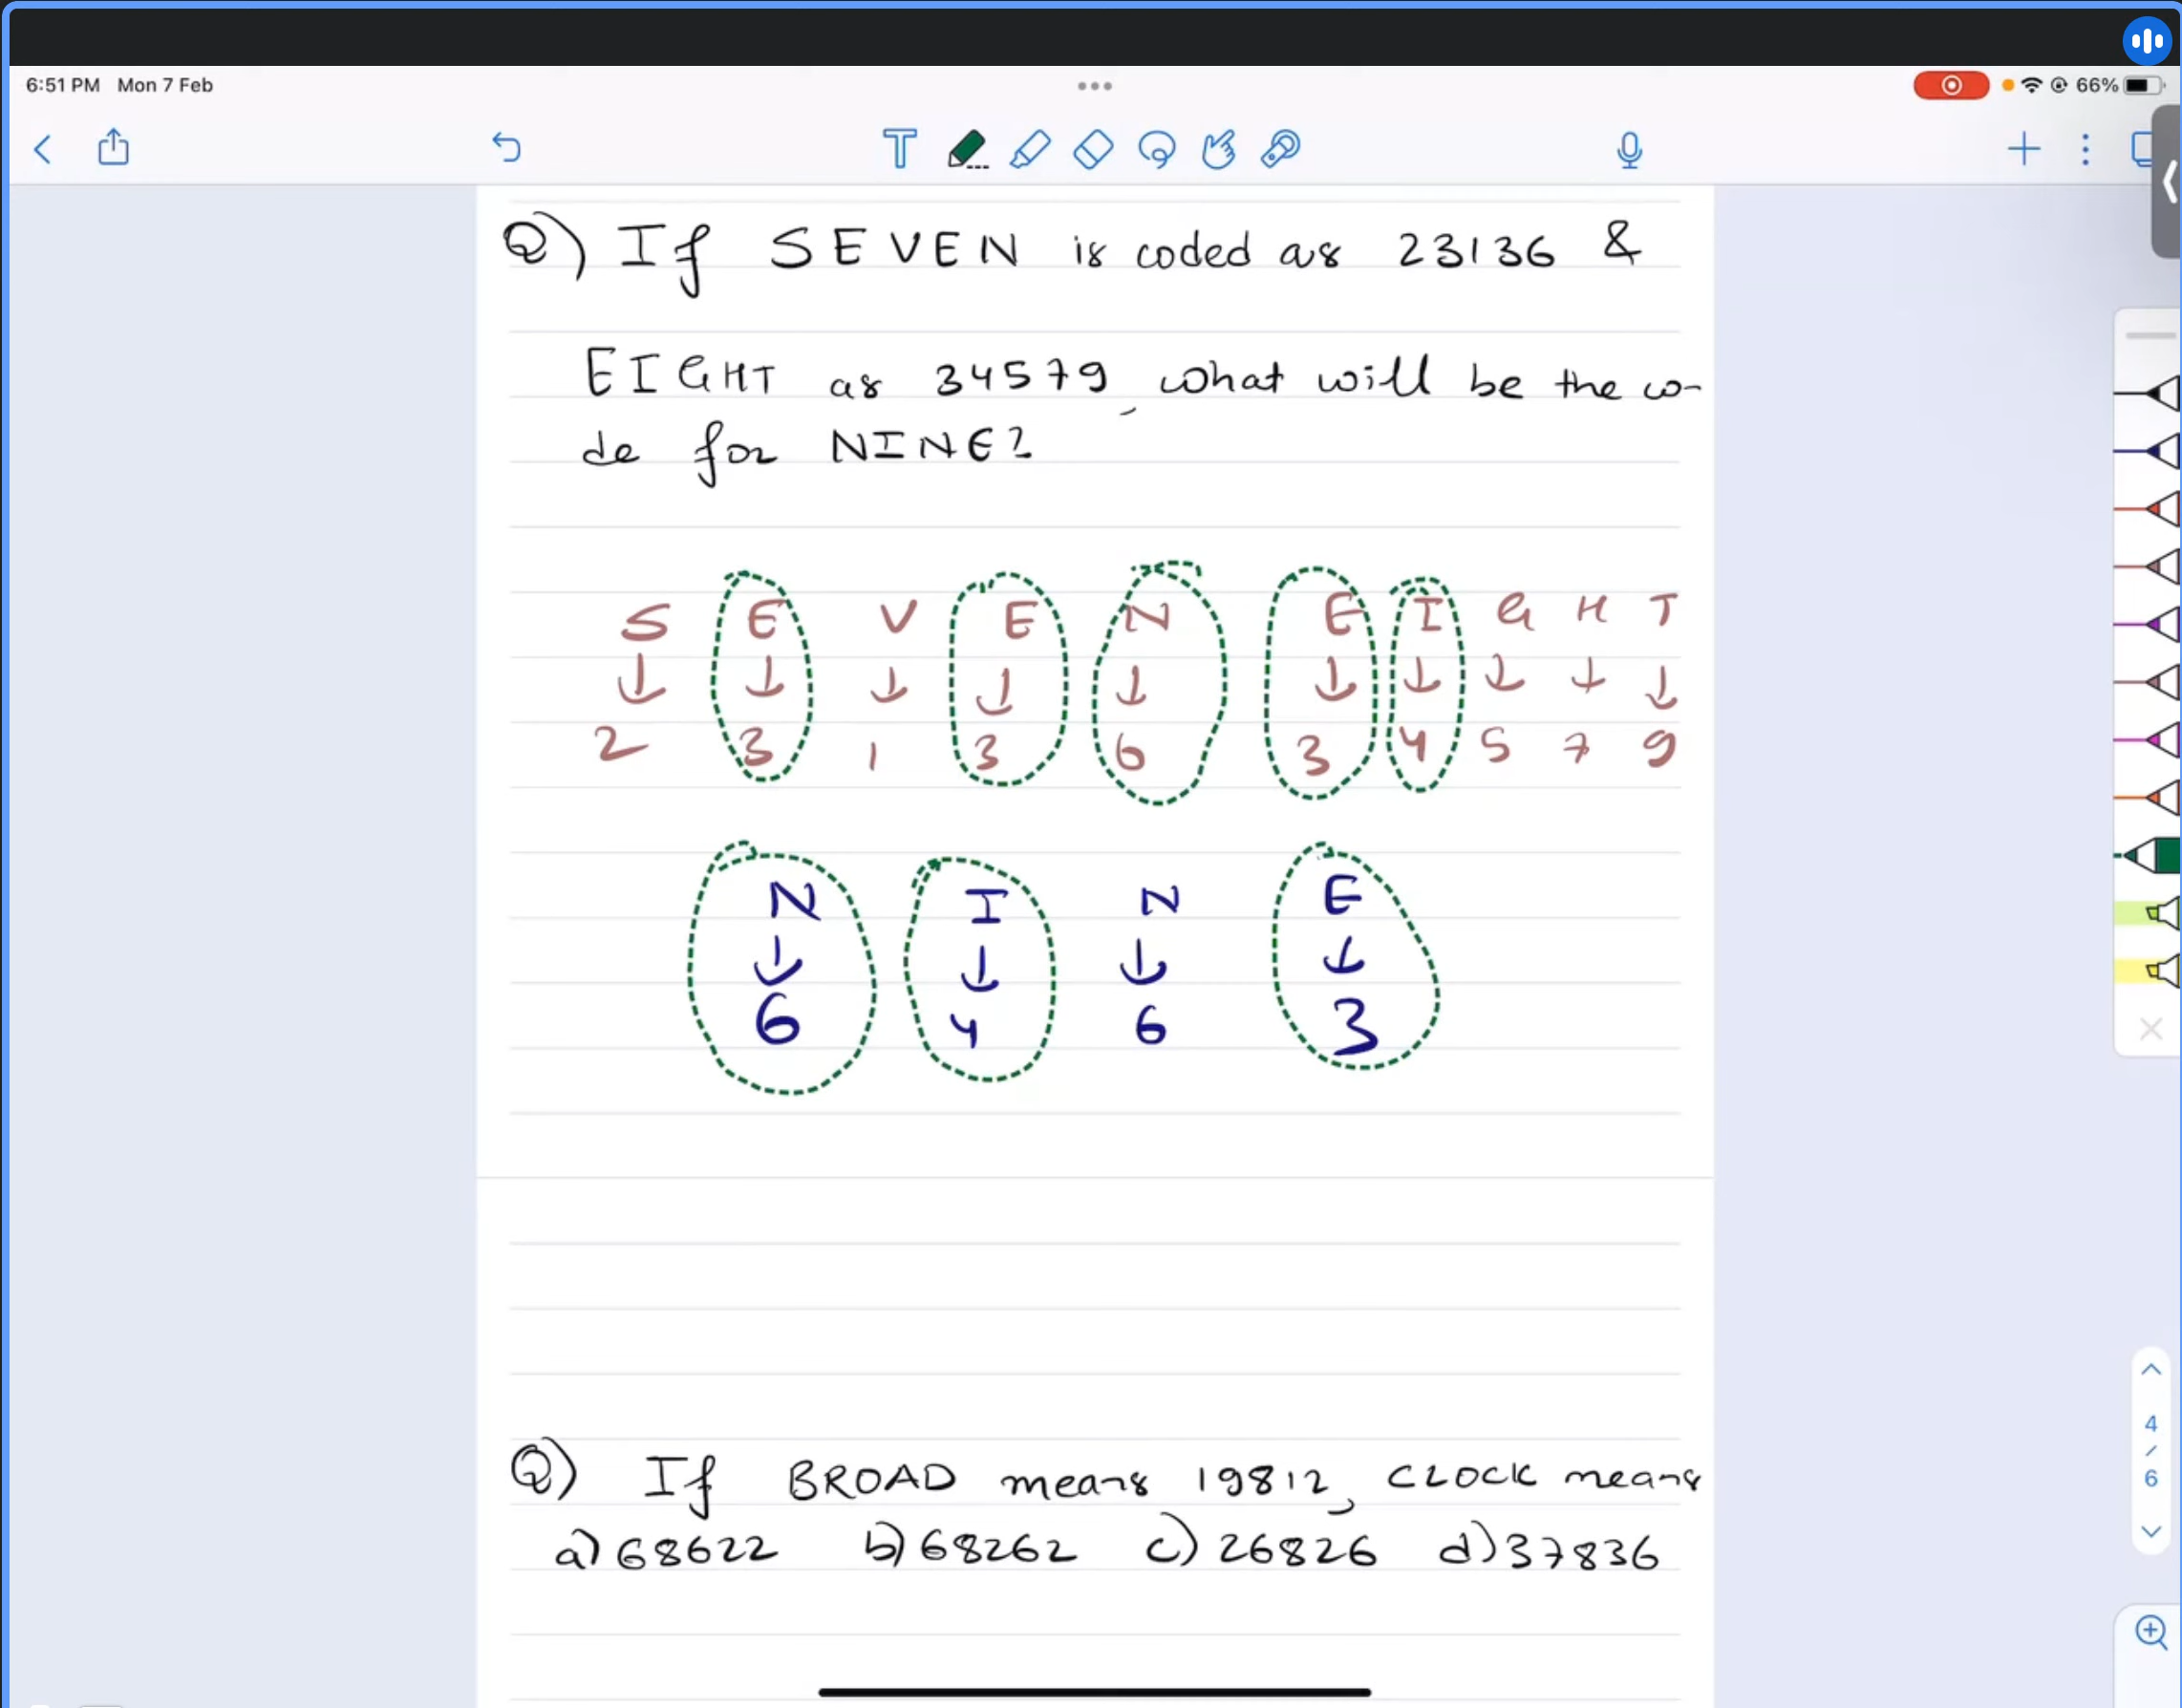 6:51 PM Mon 7 Feb
66%
T
Q) If SEVEN is coded as 23136 &
EIGHT as 34579, what will be the co-
de for NINE?
S E V E N E I G H T
↓ ↓ ↓ ↓ ↓ ↓ ↓ ↓ ↓ ↓
2 3 1 3 6 3 4 5 7 9
N I N E
↓ ↓ ↓ ↓
6 4 6 3
Q) If BROAD means 19812, CLOCK means
a) 68622 b) 68262 c) 26826 d) 37836
4
/
6